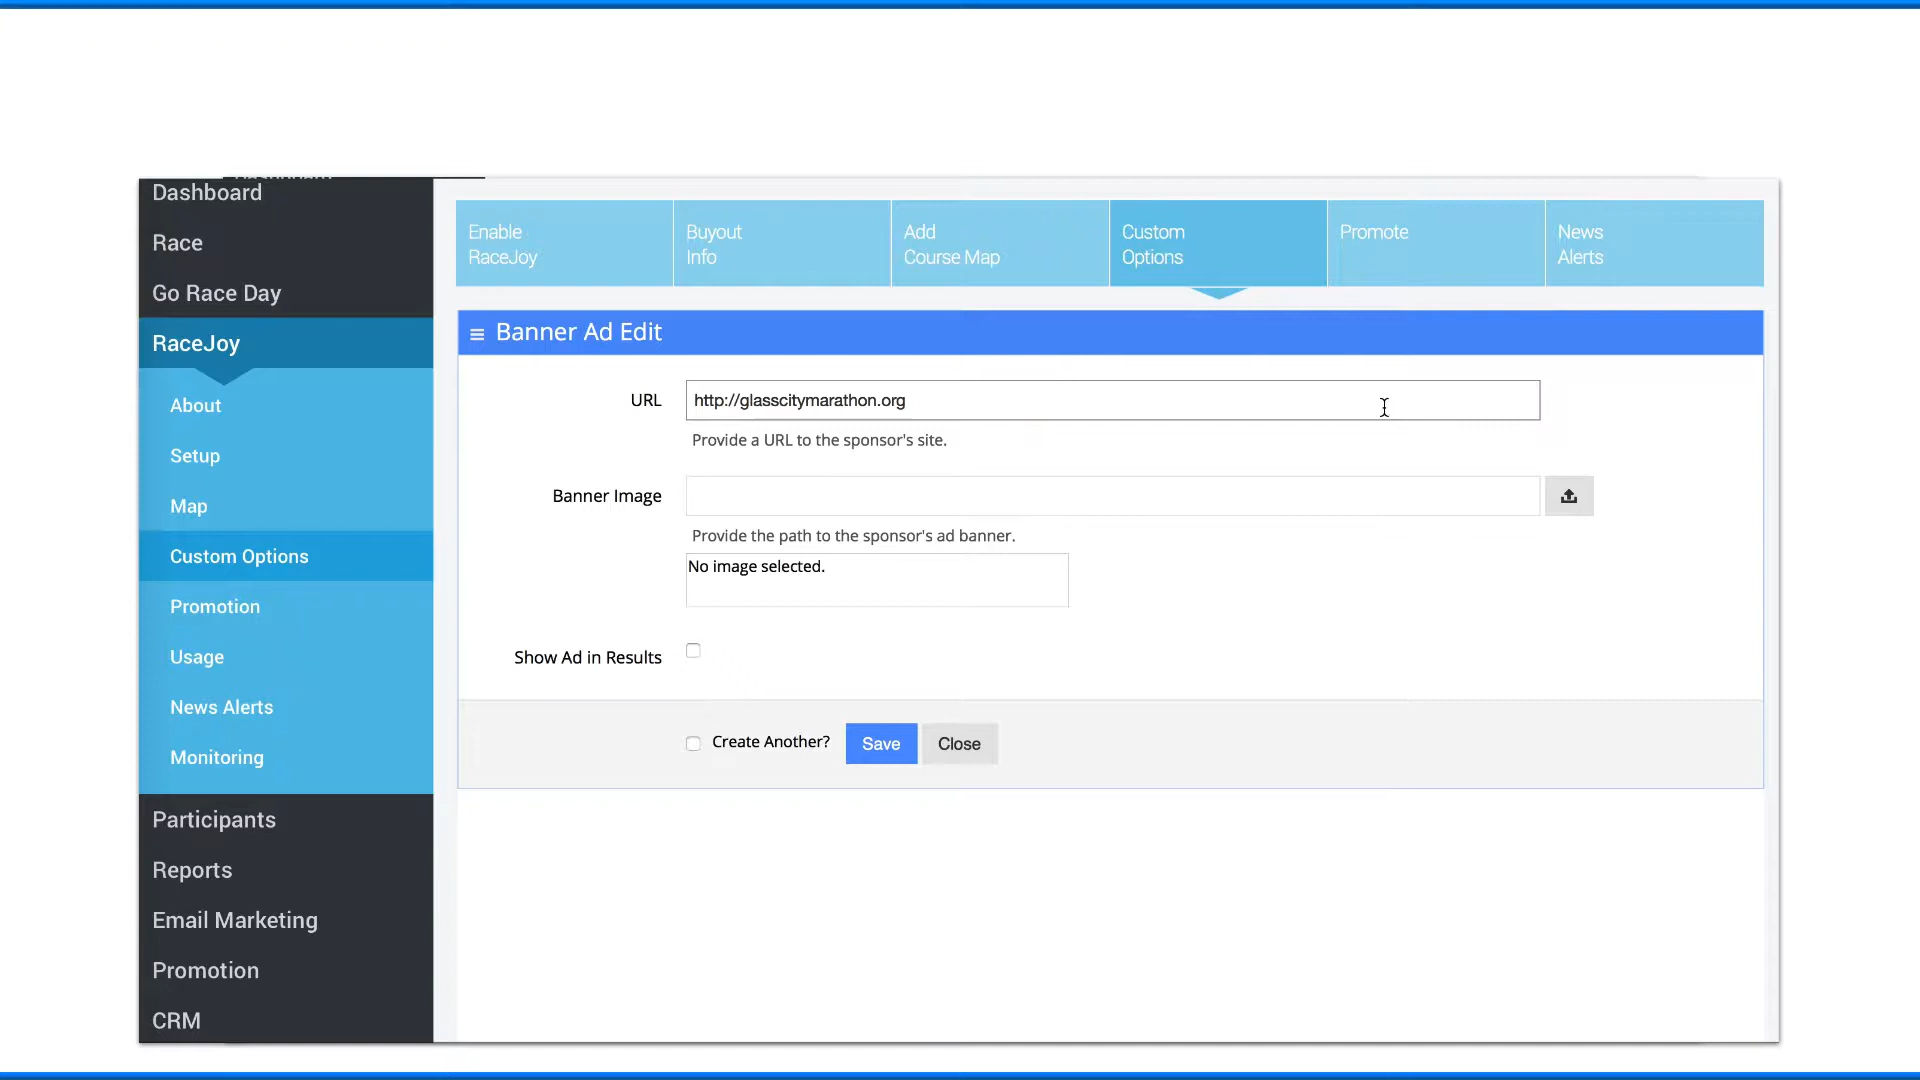 Dashboard
Race
Go Race Day
RaceJoy
About
Setup
Map
Custom Options
Promotion
Usage
News Alerts
Monitoring
Participants
Reports
Email Marketing
Promotion
CRM
Enable
RaceJoy
Buyout
Info
Add
Course Map
Custom
Options
Promote
News
Alerts
Banner Ad Edit
URL
http://glasscitymarathon.org
Provide a URL to the sponsor's site.
Banner Image
Provide the path to the sponsor's ad banner.
No image selected.
Show Ad in Results
Create Another?
Save
Close